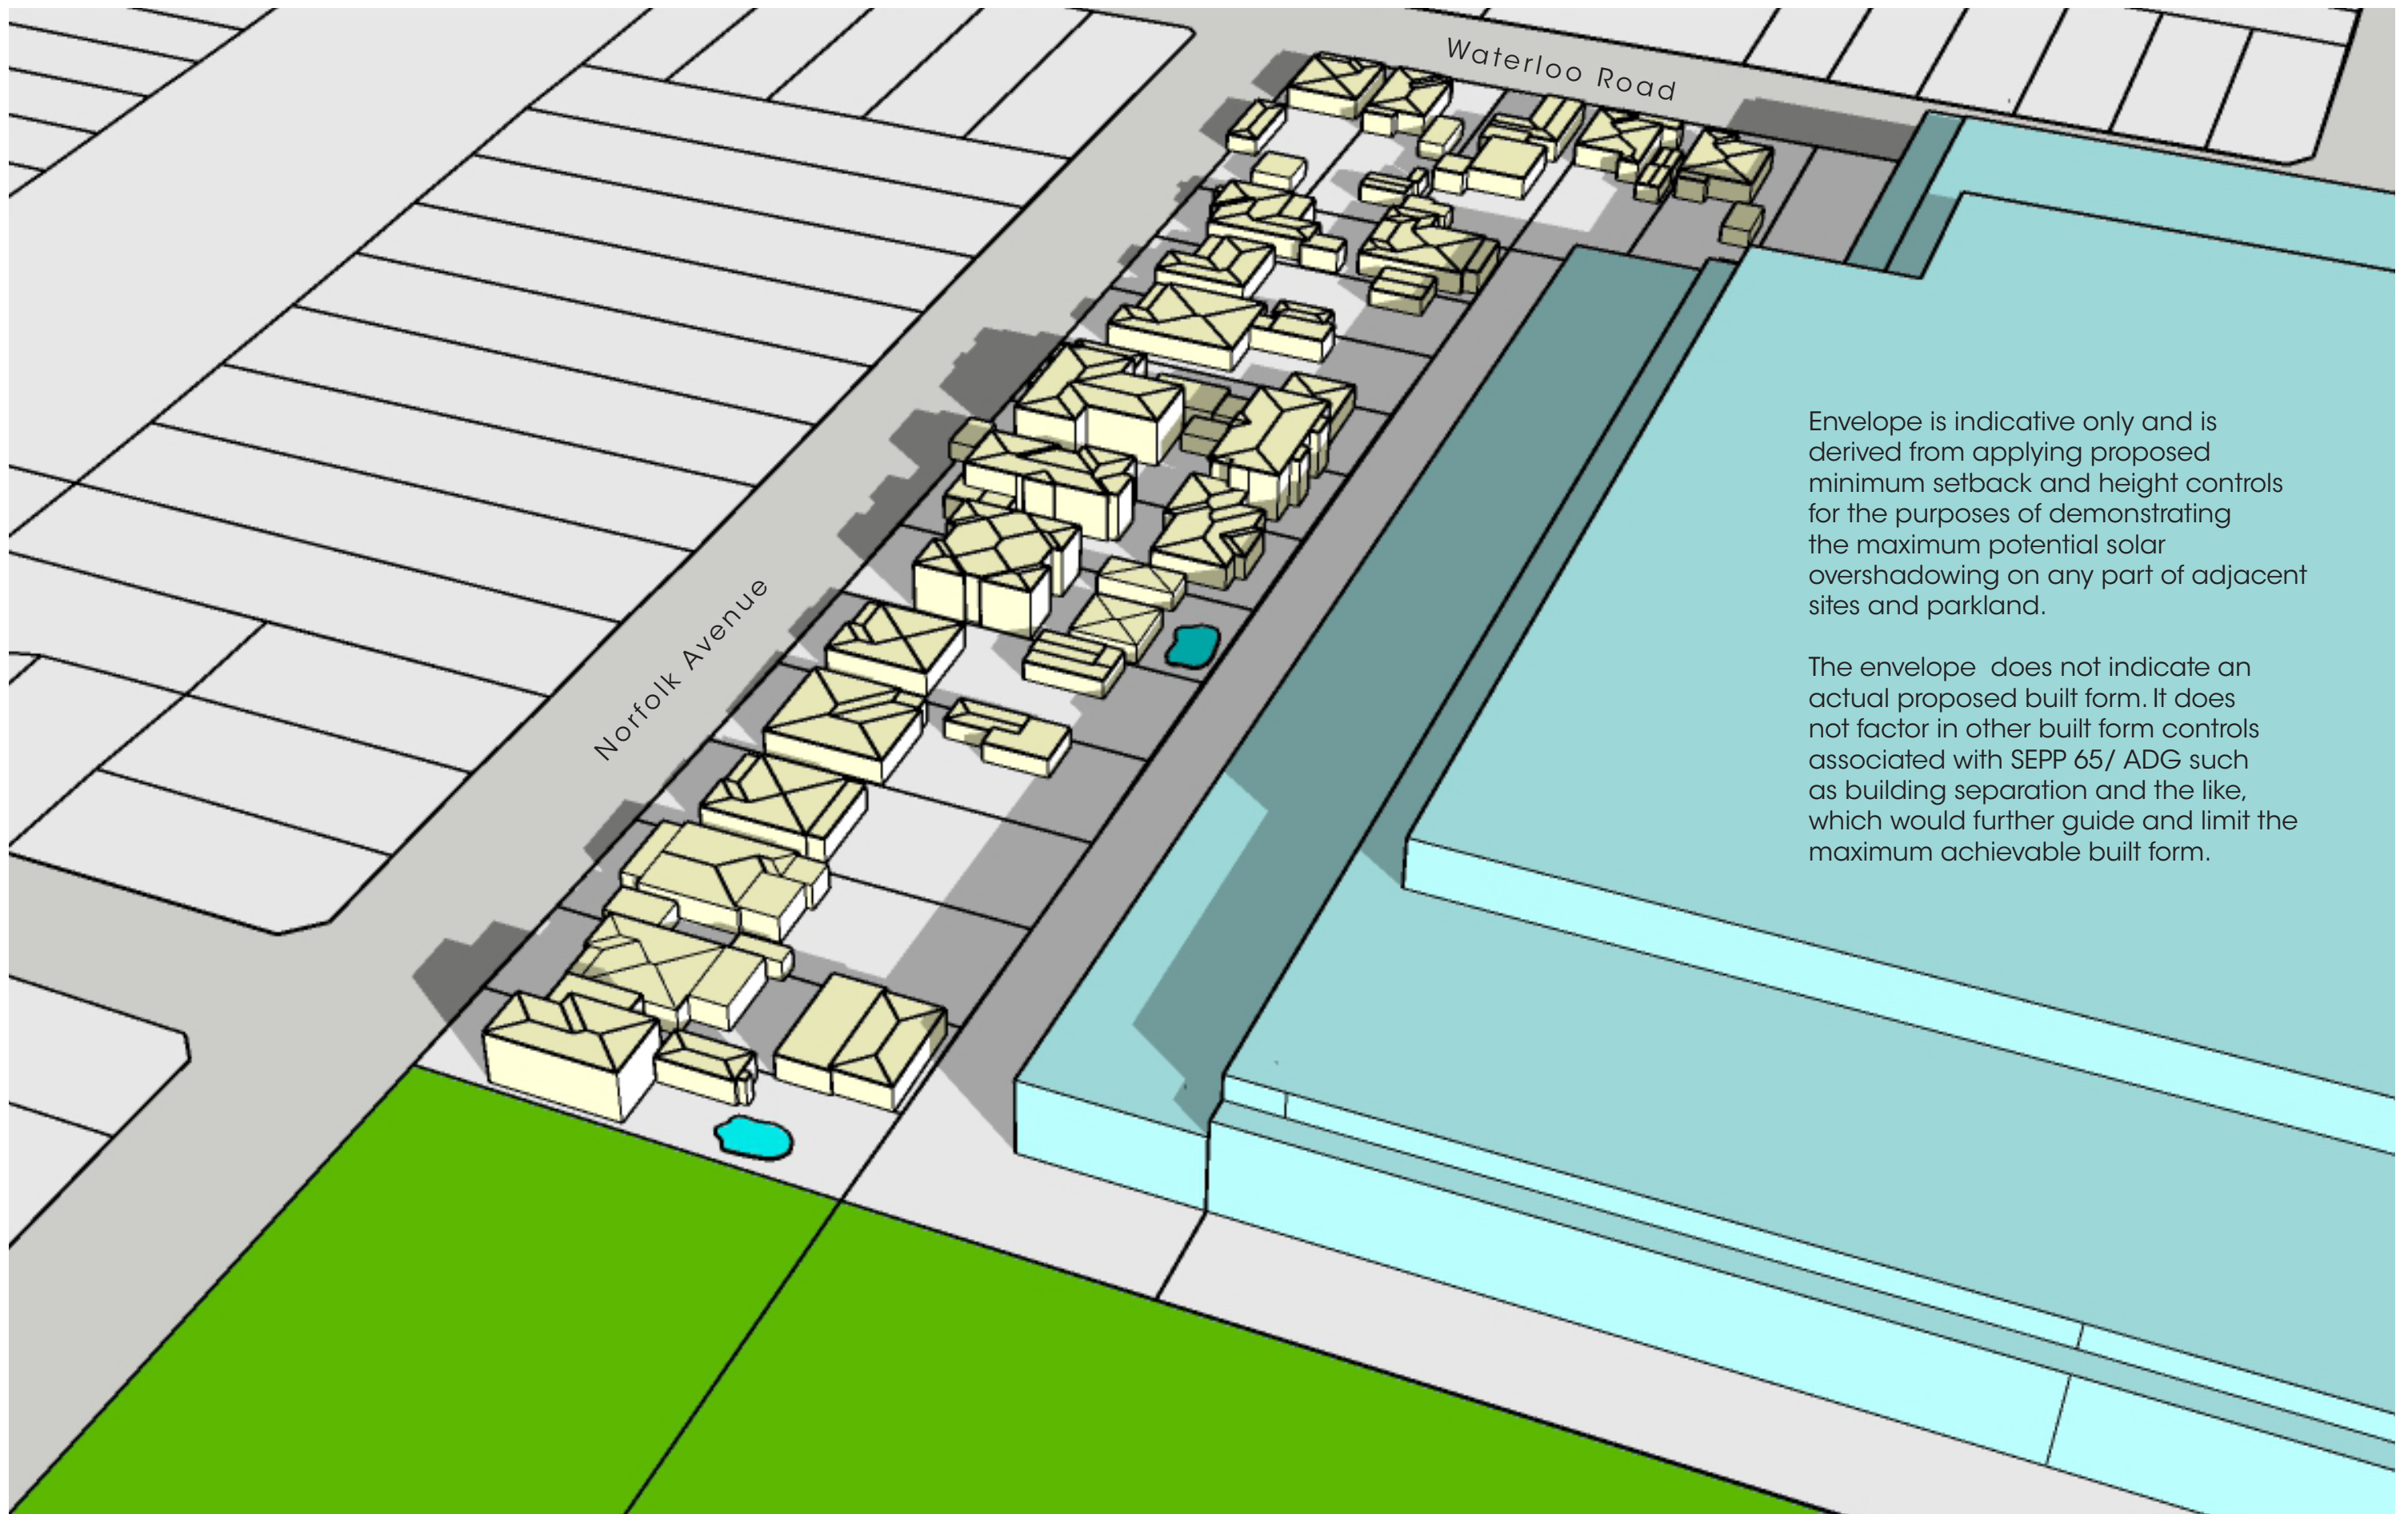 Waterloo Road
Envelope is indicative only and is
derived from applying proposed
minimum setback and height controls
for the purposes of demonstrating
the maximum potential solar
overshadowing on any part of adjacent
sites and parkland.
The envelope  does not indicate an
actual proposed built form. It does
not factor in other built form controls
associated with SEPP 65/ ADG such
as building separation and the like,
which would further guide and limit the
maximum achievable built form.
Norfolk Avenue